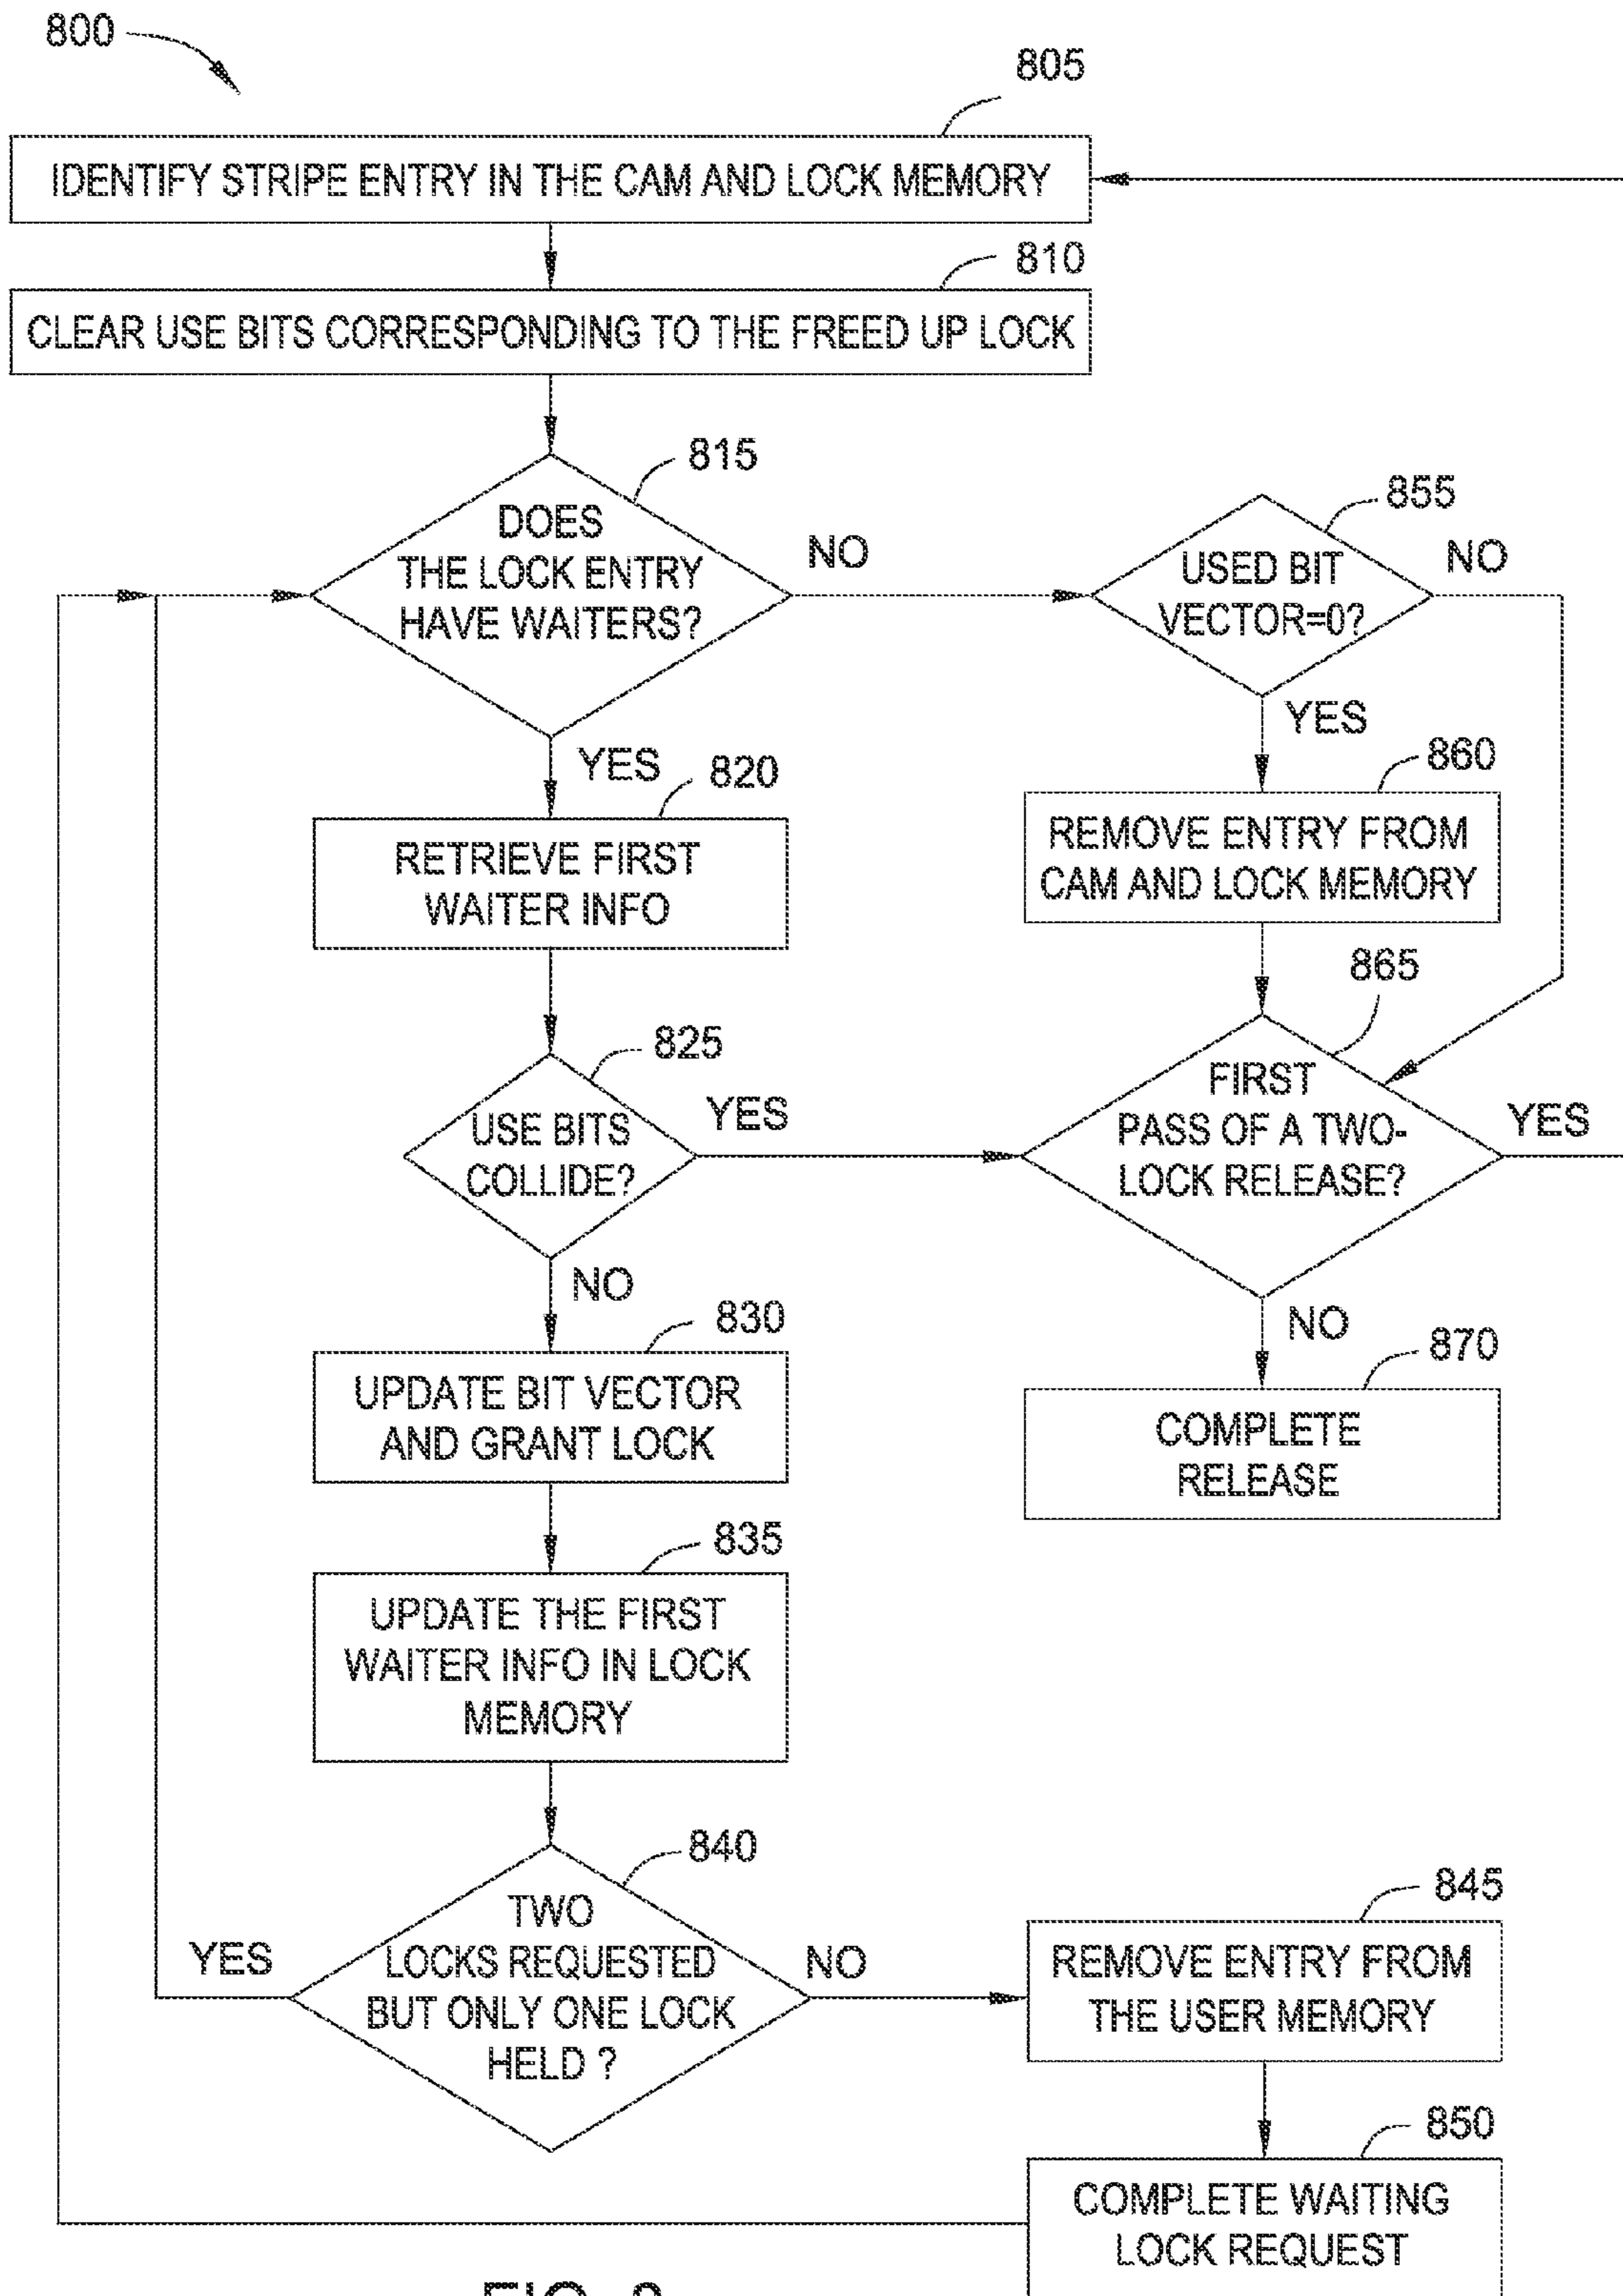 800
805
IDENTIFY STRIPE ENTRY IN THE CAM AND LOCK MEMORY
810
CLEAR USE BITS CORRESPONDING TO THE FREED UP LOCK
815
DOES
THE LOCK ENTRY
HAVE WAITERS?
NO
855
USED BIT
VECTOR=0?
NO
YES
YES
820
RETRIEVE FIRST
WAITER INFO
860
REMOVE ENTRY FROM
CAM AND LOCK MEMORY
825
USE BITS
COLLIDE?
YES
865
FIRST
PASS OF A TWO-
LOCK RELEASE?
YES
NO
NO
830
UPDATE BIT VECTOR
AND GRANT LOCK
870
COMPLETE
RELEASE
835
UPDATE THE FIRST
WAITER INFO IN LOCK
MEMORY
840
TWO
LOCKS REQUESTED
BUT ONLY ONE LOCK
HELD ?
YES
NO
845
REMOVE ENTRY FROM
THE USER MEMORY
850
COMPLETE WAITING
LOCK REQUEST